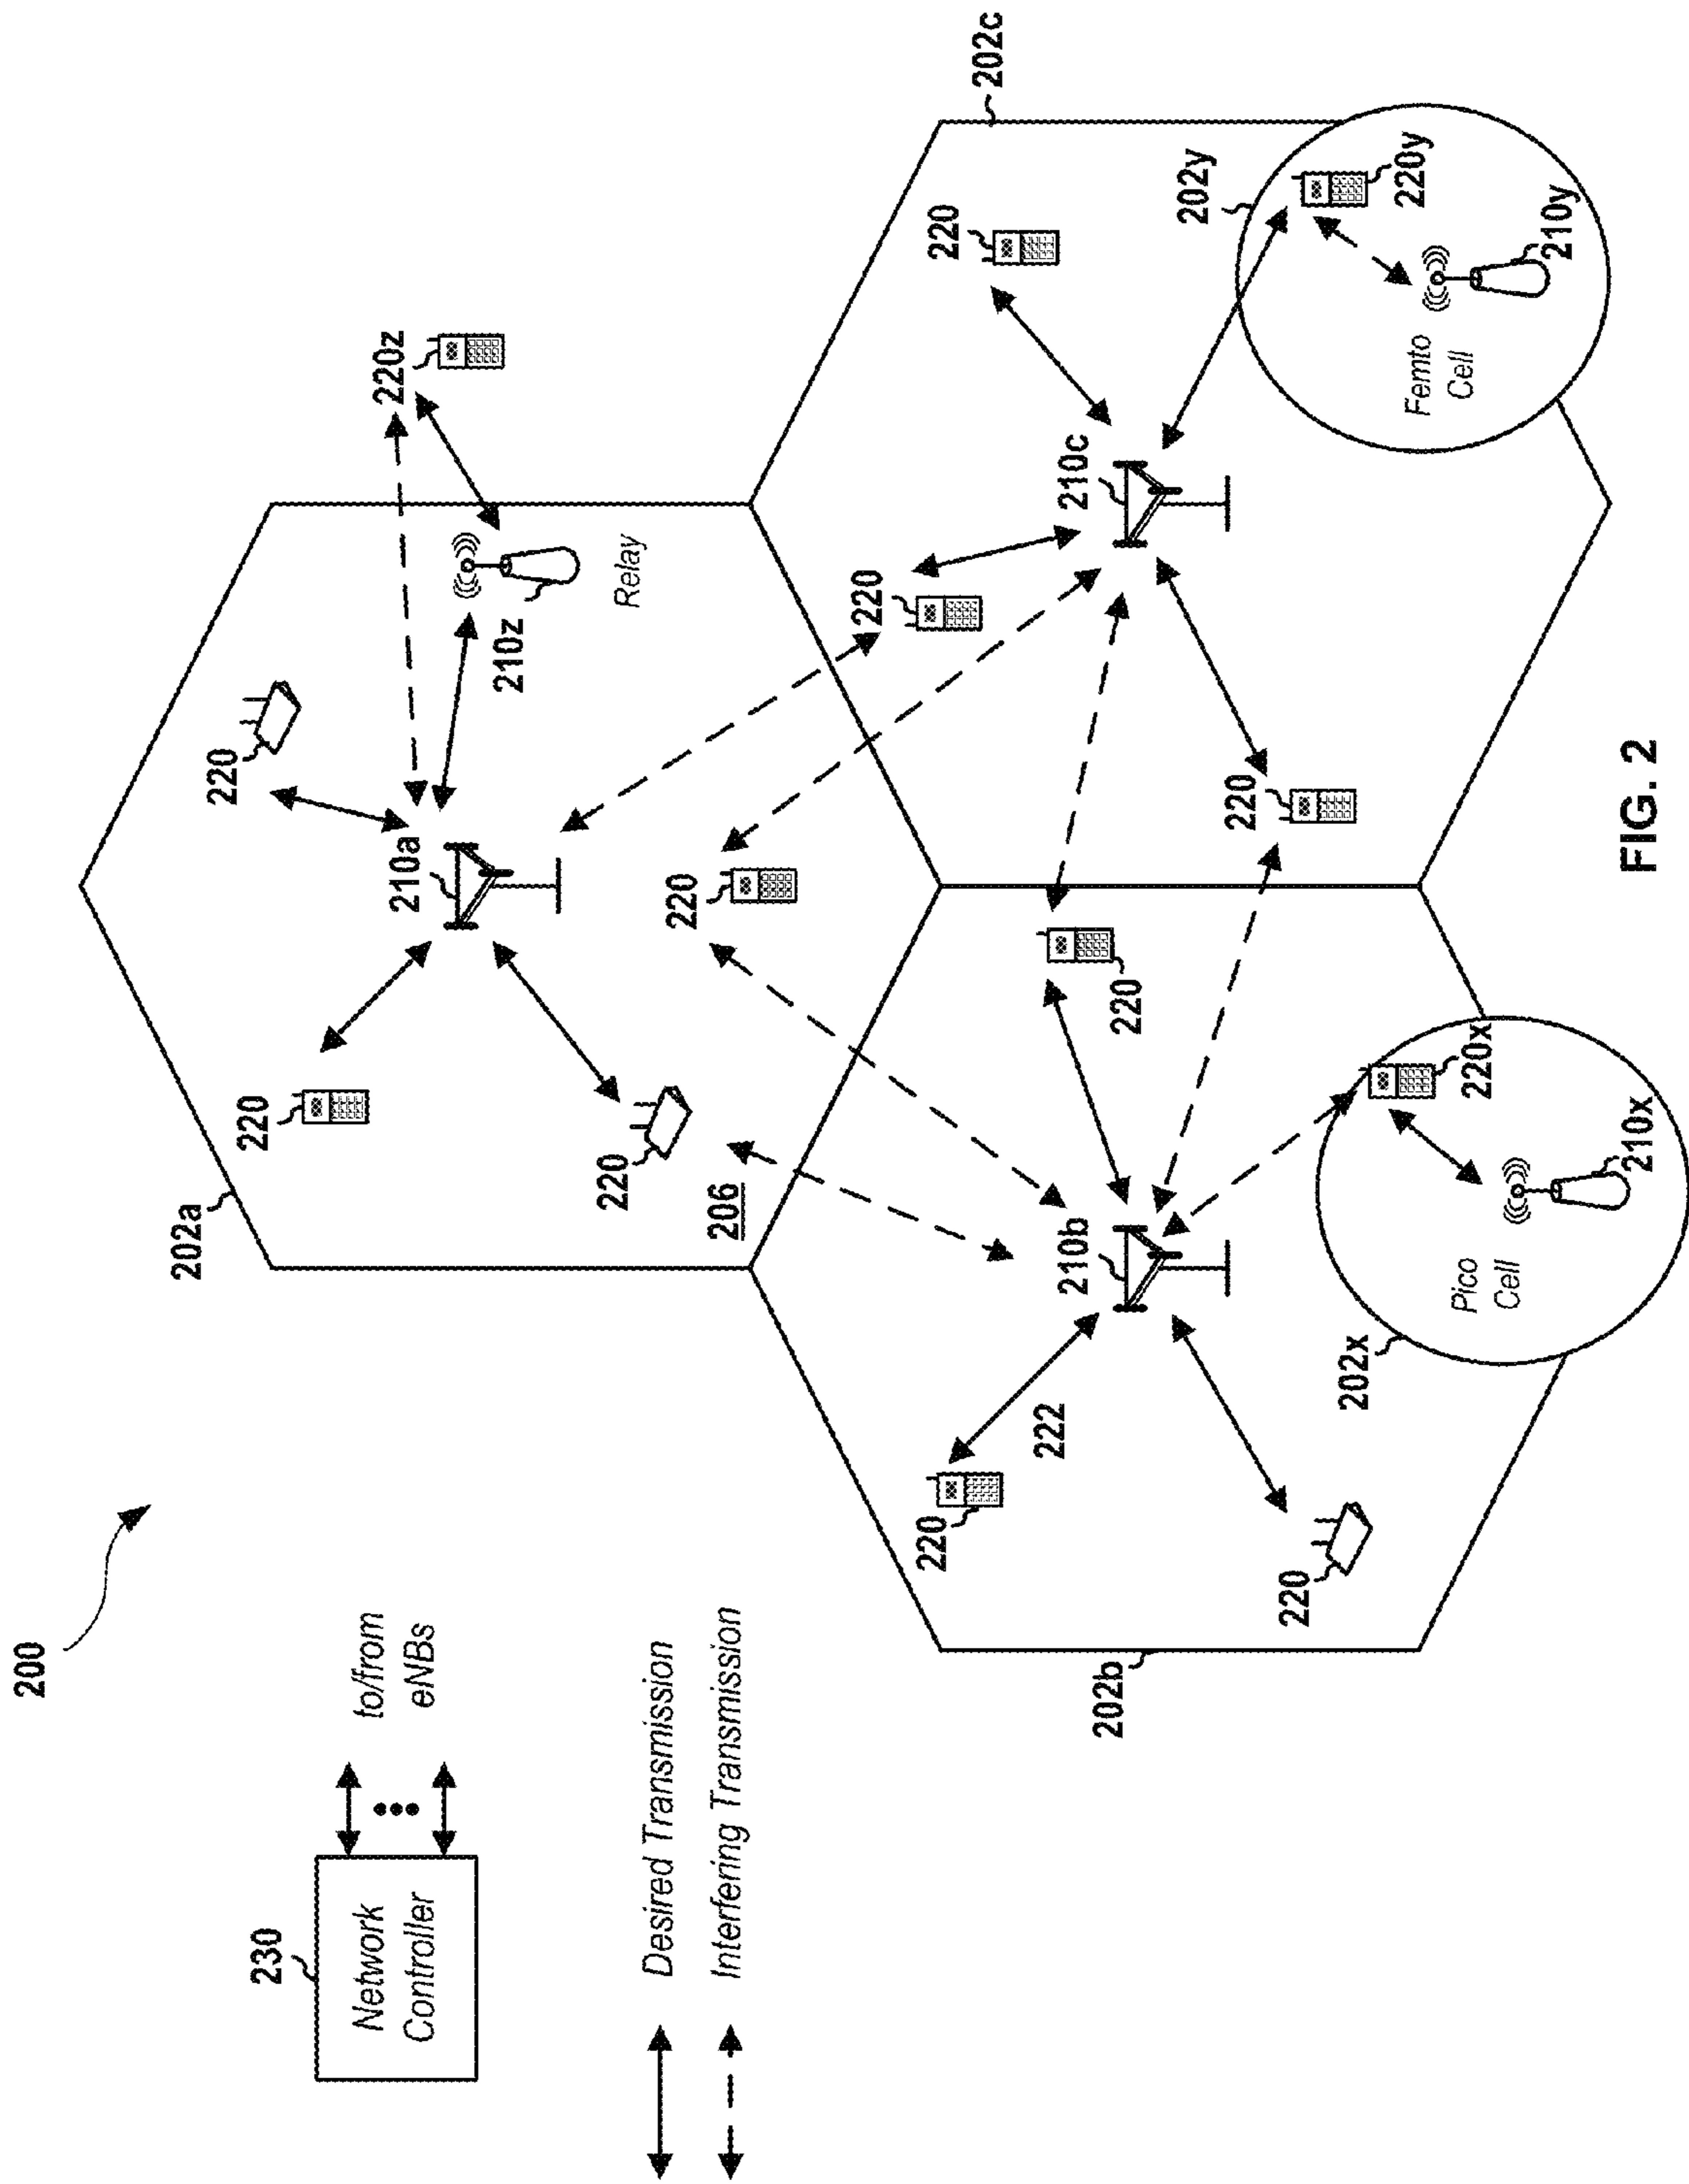 200
230
Network
Controller
to/from
eNBs
Desired Transmission
Interfering Transmission
202a
220
220
210a
220
220z
210z
Relay
220
206
220
202c
220
222
210b
220
210c
220
202y
220y
220
220
202b
202x
Pico
Cell
220x
210x
Femto
Cell
210y
FIG. 2